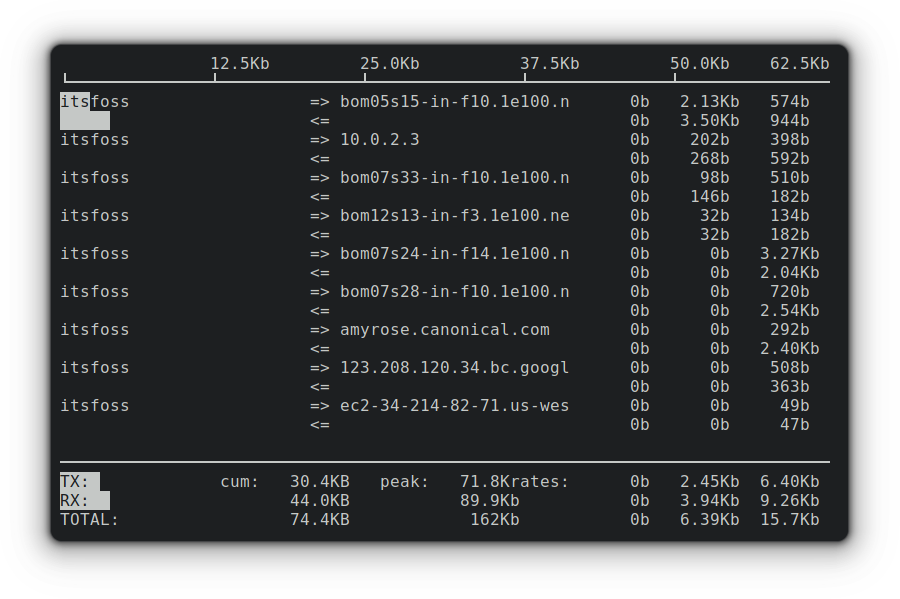 12.5Kb 25.0Kb 37.5Kb 50.0Kb 62.5Kb
itsfoss => bom05s15-in-f10.1e100.n 0b 2.13Kb 574b
<= 0b 3.50Kb 944b
itsfoss => 10.0.2.3 0b 202b 398b
<= 0b 268b 592b
itsfoss => bom07s33-in-f10.1e100.n 0b 98b 510b
<= 0b 146b 182b
itsfoss => bom12s13-in-f3.1e100.ne 0b 32b 134b
<= 0b 32b 182b
itsfoss => bom07s24-in-f14.1e100.n 0b 0b 3.27Kb
<= 0b 0b 2.04Kb
itsfoss => bom07s28-in-f10.1e100.n 0b 0b 720b
<= 0b 0b 2.54Kb
itsfoss => amyrose.canonical.com 0b 0b 292b
<= 0b 0b 2.40Kb
itsfoss => 123.208.120.34.bc.googl 0b 0b 508b
<= 0b 0b 363b
itsfoss => ec2-34-214-82-71.us-wes 0b 0b 49b
<= 0b 0b 47b
TX: cum: 30.4KB peak: 71.8Krates: 0b 2.45Kb 6.40Kb
RX: 44.0KB 89.9Kb 0b 3.94Kb 9.26Kb
TOTAL: 74.4KB 162Kb 0b 6.39Kb 15.7Kb